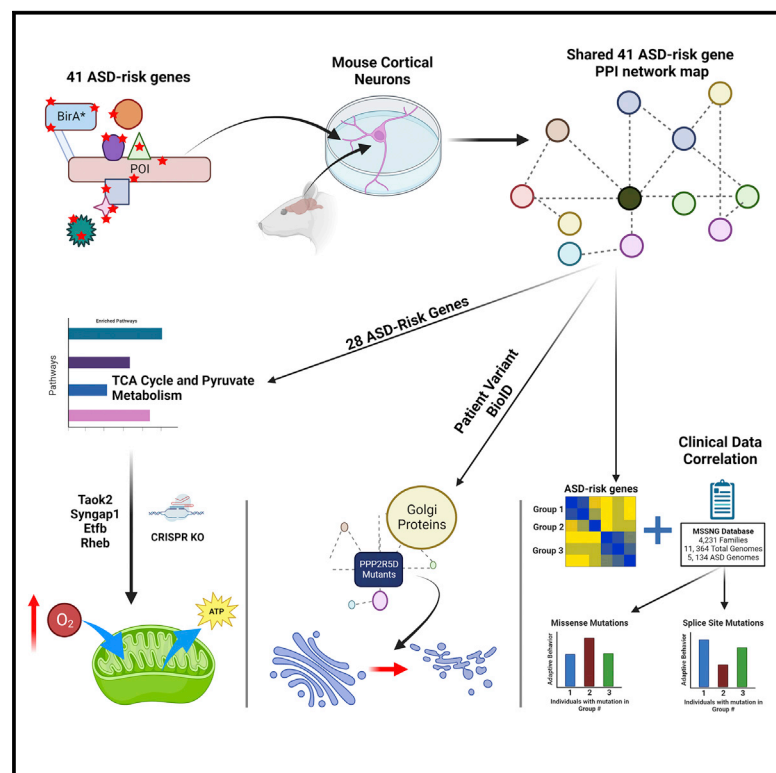 41 ASD-risk genes
BirA*
POI
Mouse Cortical
Neurons
Shared 41 ASD-risk gene
PPI network map
28 ASD-Risk Genes
Patient Variant
BioID
Enriched Pathways
Pathways
TCA Cycle and Pyruvate
Metabolism
Taok2
Syngap1
Etfb
Rheb
CRISPR KO
O2
ATP
Golgi
Proteins
PPP2R5D
Mutants
Clinical Data
Correlation
ASD-risk genes
Group 1
Group 2
Group 3
MSSNG Database
4,231 Families
11, 364 Total Genomes
5, 134 ASD Genomes
Missense Mutations
Adaptive Behavior
1 2 3
Individuals with mutation in
Group #
Splice Site Mutations
Adaptive Behavior
1 2 3
Individuals with mutation in
Group #